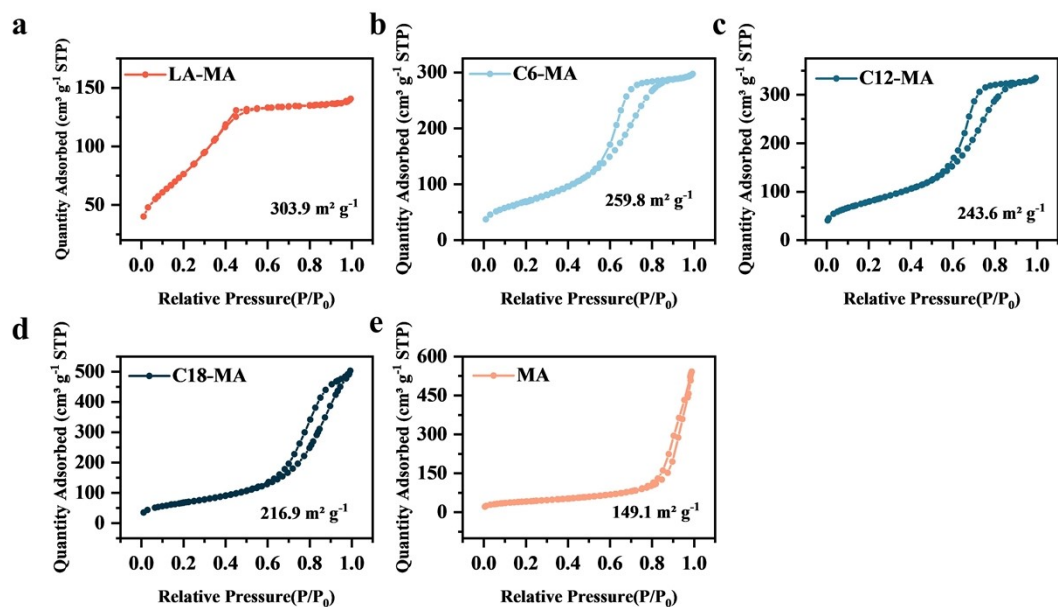 a
LA-MA
Quantity Adsorbed (cm³ g⁻¹ STP)
150
100
50
303.9 m² g⁻¹
0.0 0.2 0.4 0.6 0.8 1.0
Relative Pressure(P/P₀)
b
C6-MA
Quantity Adsorbed (cm³ g⁻¹ STP)
300
200
100
0
259.8 m² g⁻¹
0.0 0.2 0.4 0.6 0.8 1.0
Relative Pressure(P/P₀)
c
C12-MA
Quantity Adsorbed (cm³ g⁻¹ STP)
300
200
100
0
243.6 m² g⁻¹
0.0 0.2 0.4 0.6 0.8 1.0
Relative Pressure(P/P₀)
d
C18-MA
Quantity Adsorbed (cm³ g⁻¹ STP)
500
400
300
200
100
0
216.9 m² g⁻¹
0.0 0.2 0.4 0.6 0.8 1.0
Relative Pressure(P/P₀)
e
MA
Quantity Adsorbed (cm³ g⁻¹ STP)
600
450
300
150
0
149.1 m² g⁻¹
0.0 0.2 0.4 0.6 0.8 1.0
Relative Pressure(P/P₀)